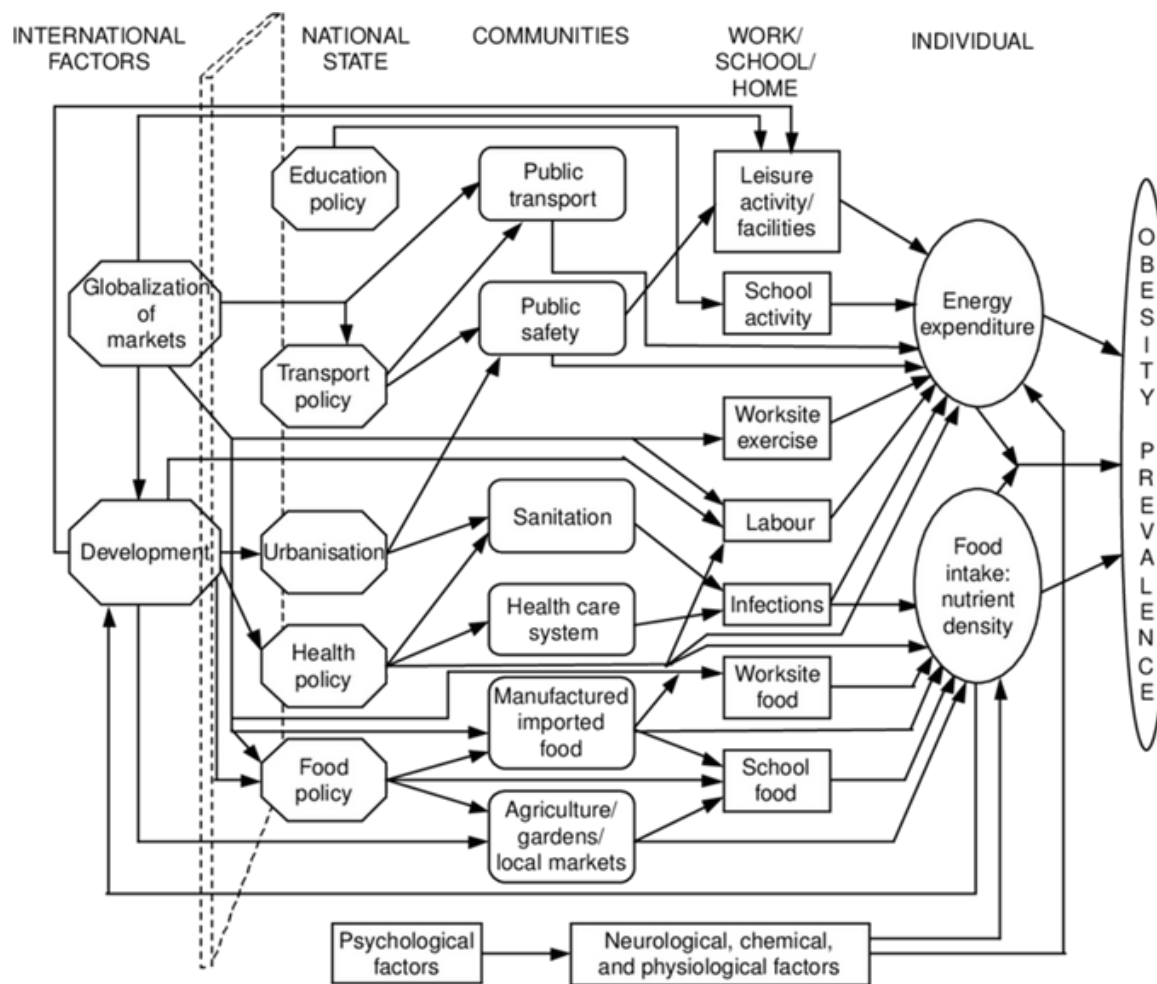 INTERNATIONAL
FACTORS
NATIONAL
STATE
COMMUNITIES
WORK/
SCHOOL/
HOME
INDIVIDUAL
Education
policy
Public
transport
Leisure
activity/
facilities
Globalization
of
markets
Transport
policy
Public
safety
School
activity
Energy
expenditure
Worksite
exercise
Development
Urbanisation
Sanitation
Labour
Health
policy
Health care
system
Infections
Food
intake:
nutrient
density
Manufactured
imported
food
Worksite
food
Food
policy
Agriculture/
gardens/
local markets
School
food
Psychological
factors
Neurological, chemical,
and physiological factors
OBESITY PREVALENCE